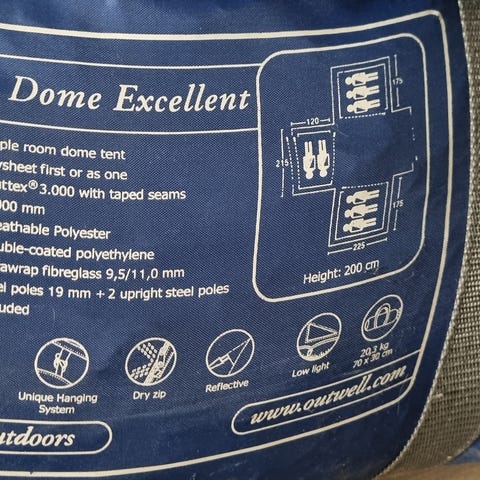 Dome Excellent
ple room dome tent
ysheet first or as one
ttex®3.000 with taped seams
00 mm
eathable Polyester
uble-coated polyethylene
rawrap fibreglass 9,5/11,0 mm
el poles 19 mm + 2 upright steel poles
uded
175
120
215
175
225
Height: 200 cm
Unique Hanging
System
Dry zip
Reflective
Low light
20,3 kg
70 x 30 cm
utdoors
www.outwell.com